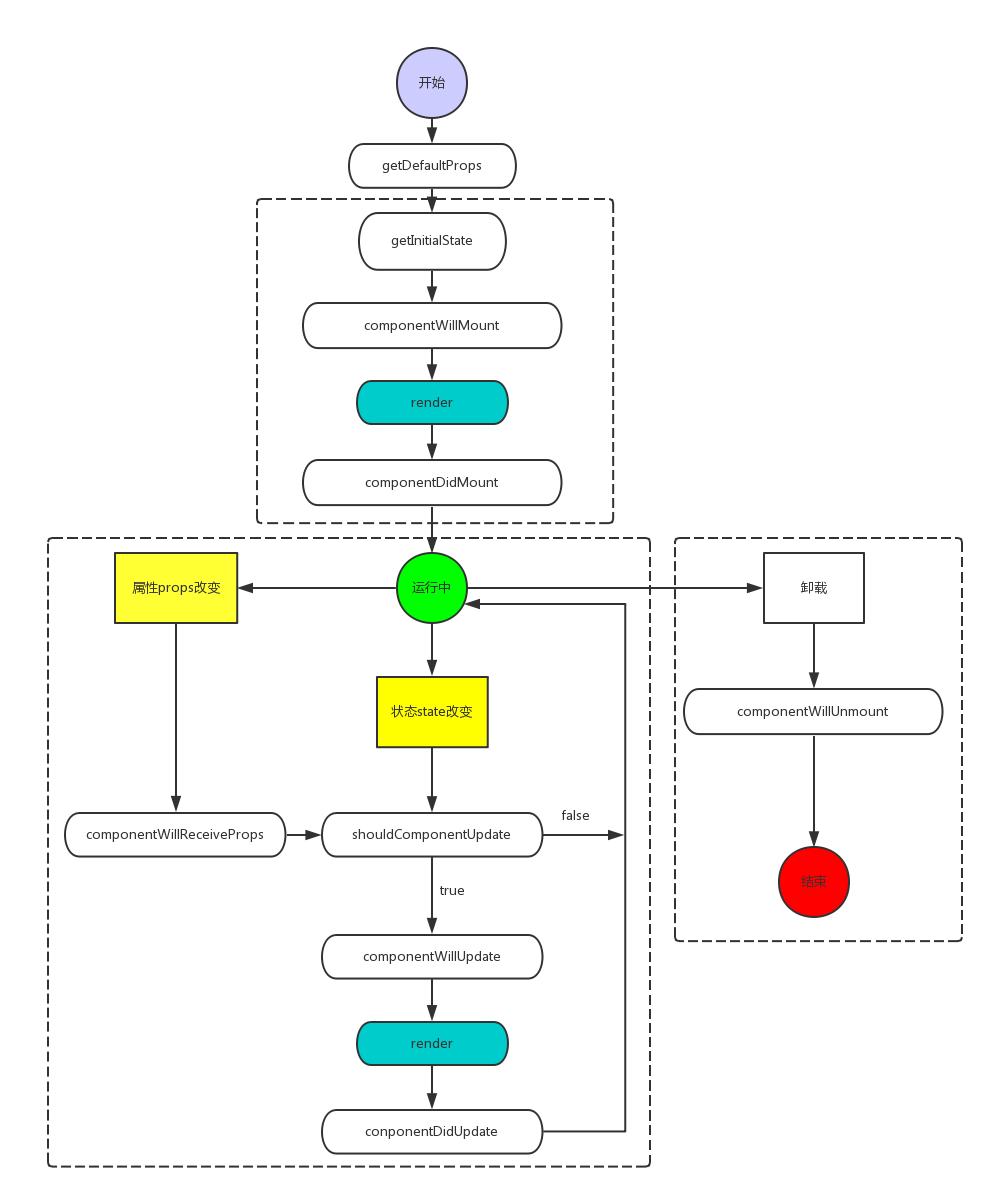 开始
getDefaultProps
getInitialState
componentWillMount
render
componentDidMount
属性props改变
运行中
卸载
状态state改变
componentWillUnmount
componentWillReceiveProps
shouldComponentUpdate
false
true
结束
componentWillUpdate
render
conponentDidUpdate